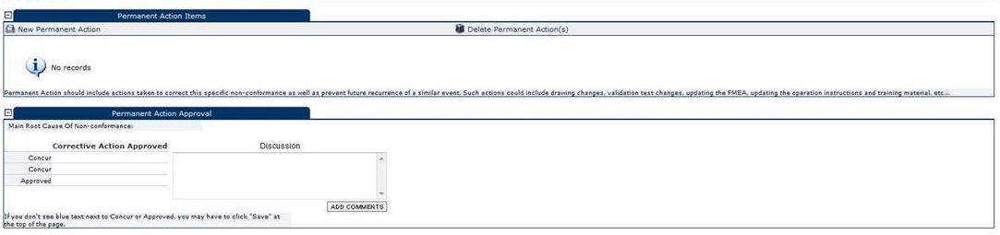 Permanent Action Items
New Permanent Action Delete Permanent Action(s)
No records
Permanent Action should include actions taken to correct this specific non-conformance as well as prevent future recurrence of a similar event. Such actions could include drawing changes, validation test changes, updating the FMEA, updating the operation instructions and training material, etc...
Permanent Action Approval
Main Root Cause Of Non-conformance:
Corrective Action Approved Discussion
Concur
Concur
Approved
ADD COMMENTS
If you don't see blue text next to Concur or Approved, you may have to click "Save" at
the top of the page.